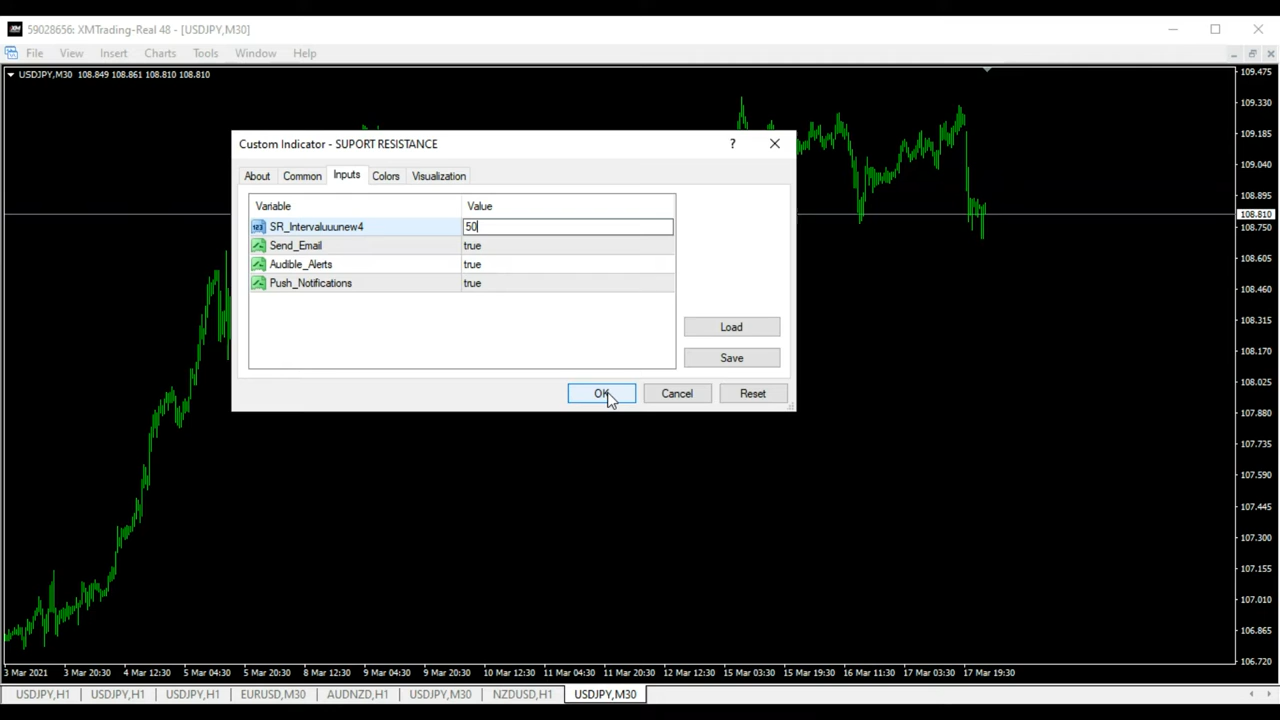 59028656: XMTrading-Real 48 - [USDJPY,M30]
File View Insert Charts Tools Window Help
USDJPY,M30 108.849 108.861 108.810 108.810
109.475
109.330
109.185
109.040
108.895
108.810
108.750
108.605
108.460
108.315
108.170
108.025
107.880
107.735
107.590
107.445
107.300
107.155
107.010
106.865
106.720
Custom Indicator - SUPORT RESISTANCE
About Common Inputs Colors Visualization
Variable Value
SR_Intervaluuunew4 50
Send_Email true
Audible_Alerts true
Push_Notifications true
Load
Save
OK Cancel Reset
3 Mar 2021 3 Mar 20:30 4 Mar 12:30 5 Mar 04:30 5 Mar 20:30 8 Mar 12:30 9 Mar 04:30 9 Mar 20:30 10 Mar 12:30 11 Mar 04:30 11 Mar 20:30 12 Mar 12:30 15 Mar 03:30 15 Mar 19:30 16 Mar 11:30 17 Mar 03:30 17 Mar 19:30
USDJPY,H1 USDJPY,H1 USDJPY,H1 EURUSD,M30 AUDNZD,H1 USDJPY,M30 NZDUSD,H1 USDJPY,M30